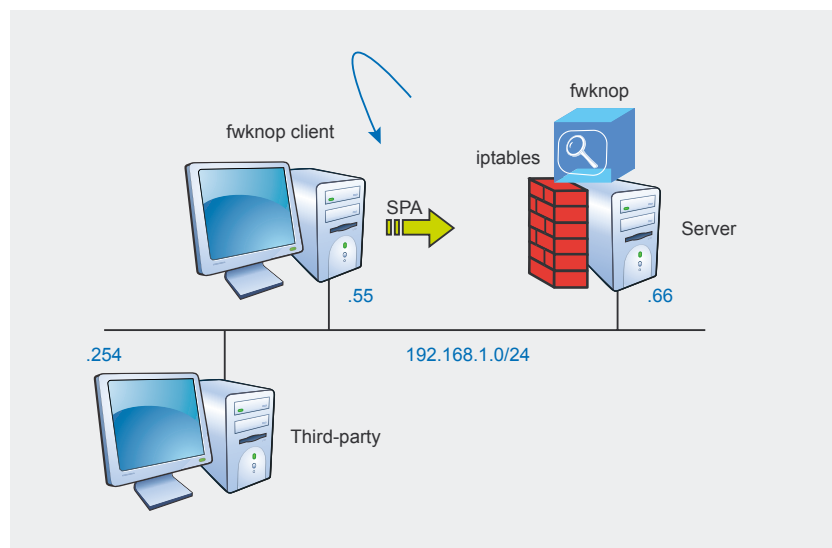 fwknop
fwknop client
iptables
SPA
Server
.55
.66
.254
192.168.1.0/24
Third-party